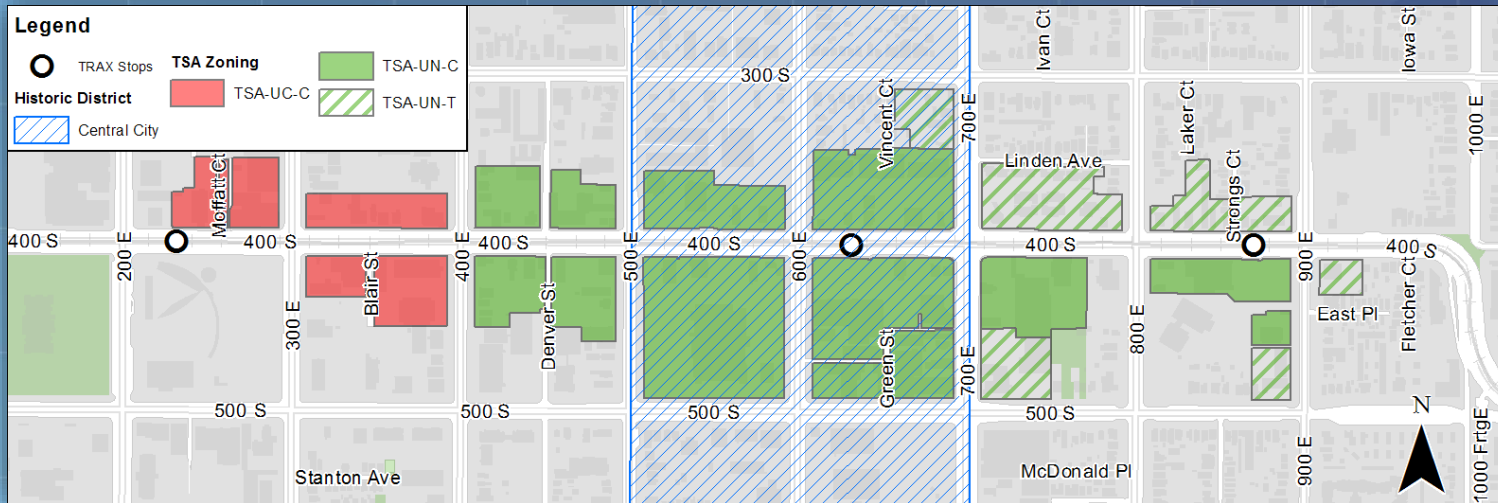 Legend
TRAX Stops
Historic District
Central City
TSA Zoning
TSA-UC-C
TSA-UN-C
TSA-UN-T
Ivan Ct
Iowa St
300 S
Vincent Ct
700 E
Laker Ct
1000 E
Linden Ave
Moffatt Ct
Strongs Ct
400 S
200 E
400 S
400 E
400 S
500 E
400 S
600 E
400 S
900 E
400 S
Blair St
300 E
Denver St
800 E
East Pl
Fletcher Ct
Green St
700 E
500 S
500 S
500 S
500 S
N
Stanton Ave
McDonald Pl
900 E
1000 FrtgE